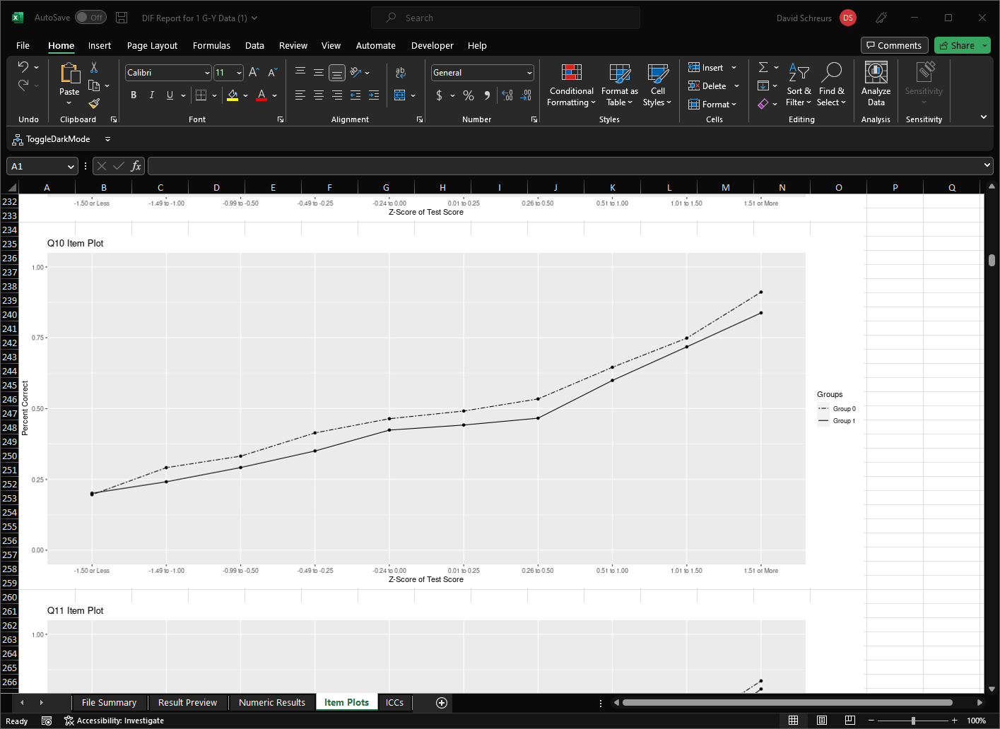 AutoSave Off DIF Report for 1 G-Y Data (1) Search David Schreurs DS
File Home Insert Page Layout Formulas Data Review View Automate Developer Help Comments Share
Calibri 11 General Insert
Paste Conditional Formatting Format as Table Cell Styles Delete Sort & Filter Find & Select Analyze Data Sensitivity
B I U A ab $ % Format
Undo Clipboard Font Alignment Number Styles Cells Editing Analysis Sensitivity
ToggleDarkMode
A1 fx
A B C D E F G H I J K L M N O P Q
232 -1.50 or Less -1.49 to -1.00 -0.99 to -0.50 -0.49 to -0.25 -0.24 to 0.00 0.01 to 0.25 0.26 to 0.50 0.51 to 1.00 1.01 to 1.50 1.51 or More
233 Z-Score of Test Score
234
235 Q10 Item Plot
236
237 1.00
238
239
240
241
242 0.75
243
244
245
246 Groups
247 0.50 Group 0
248 Group 1
Percent Correct
249
250
251
252 0.25
253
254
255
256
257 0.00
258 -1.50 or Less -1.49 to -1.00 -0.99 to -0.50 -0.49 to -0.25 -0.24 to 0.00 0.01 to 0.25 0.26 to 0.50 0.51 to 1.00 1.01 to 1.50 1.51 or More
259 Z-Score of Test Score
260
261 Q11 Item Plot
262
263 1.00
264
265
266
File Summary Result Preview Numeric Results Item Plots ICCs
Ready Accessibility: Investigate 100%